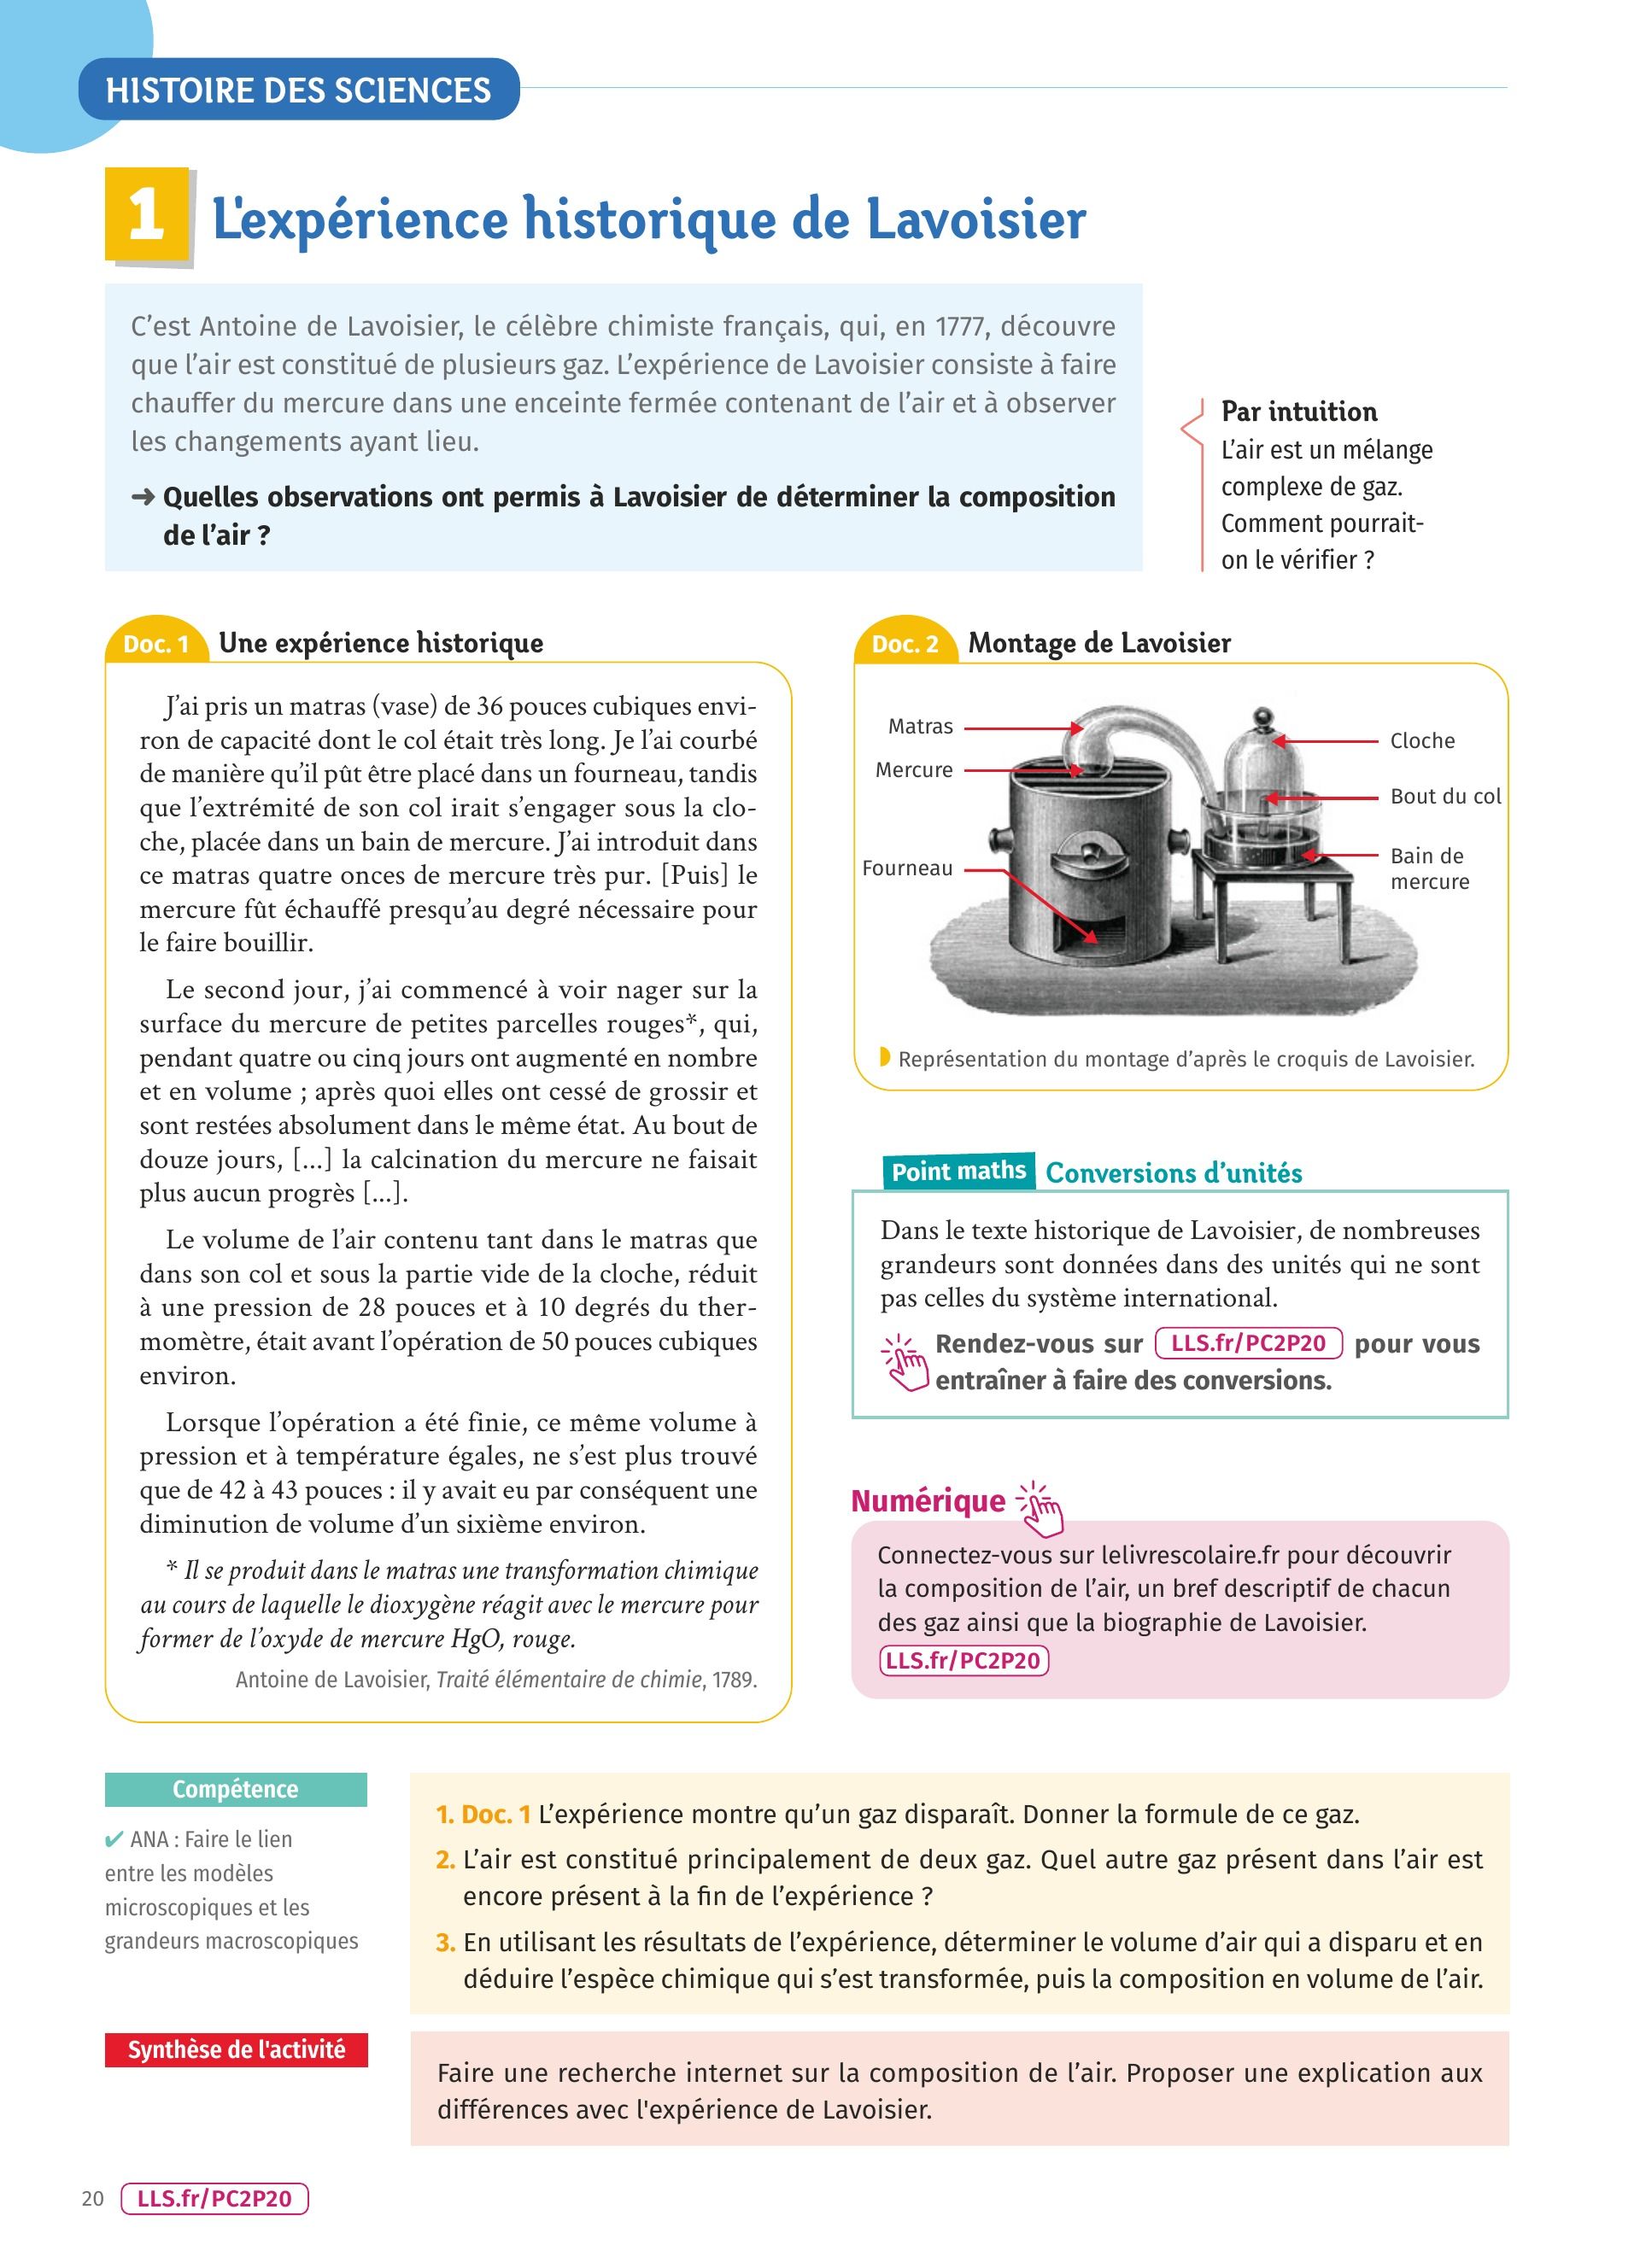 HISTOIRE DES SCIENCES
1 L'expérience historique de Lavoisier
C’est Antoine de Lavoisier, le célèbre chimiste français, qui, en 1777, découvre
que l’air est constitué de plusieurs gaz. L’expérience de Lavoisier consiste à faire
chauffer du mercure dans une enceinte fermée contenant de l’air et à observer
les changements ayant lieu.
➜ Quelles observations ont permis à Lavoisier de déterminer la composition
de l’air ?
Par intuition
L’air est un mélange
complexe de gaz.
Comment pourrait-
on le vérifier ?
Doc. 1 Une expérience historique
J’ai pris un matras (vase) de 36 pouces cubiques envi-
ron de capacité dont le col était très long. Je l’ai courbé
de manière qu’il pût être placé dans un fourneau, tandis
que l’extrémité de son col irait s’engager sous la clo-
che, placée dans un bain de mercure. J’ai introduit dans
ce matras quatre onces de mercure très pur. [Puis] le
mercure fût échauffé presqu’au degré nécessaire pour
le faire bouillir.
Le second jour, j’ai commencé à voir nager sur la
surface du mercure de petites parcelles rouges*, qui,
pendant quatre ou cinq jours ont augmenté en nombre
et en volume ; après quoi elles ont cessé de grossir et
sont restées absolument dans le même état. Au bout de
douze jours, [...] la calcination du mercure ne faisait
plus aucun progrès [...].
Le volume de l’air contenu tant dans le matras que
dans son col et sous la partie vide de la cloche, réduit
à une pression de 28 pouces et à 10 degrés du ther-
momètre, était avant l’opération de 50 pouces cubiques
environ.
Lorsque l’opération a été finie, ce même volume à
pression et à température égales, ne s’est plus trouvé
que de 42 à 43 pouces : il y avait eu par conséquent une
diminution de volume d’un sixième environ.
* Il se produit dans le matras une transformation chimique
au cours de laquelle le dioxygène réagit avec le mercure pour
former de l’oxyde de mercure HgO, rouge.
Antoine de Lavoisier, Traité élémentaire de chimie, 1789.
Doc. 2 Montage de Lavoisier
Matras
Mercure
Fourneau
Cloche
Bout du col
Bain de
mercure
Représentation du montage d’après le croquis de Lavoisier.
Point maths Conversions d’unités
Dans le texte historique de Lavoisier, de nombreuses
grandeurs sont données dans des unités qui ne sont
pas celles du système international.
Rendez-vous sur LLS.fr/PC2P20 pour vous
entraîner à faire des conversions.
Numérique
Connectez-vous sur lelivrescolaire.fr pour découvrir
la composition de l’air, un bref descriptif de chacun
des gaz ainsi que la biographie de Lavoisier.
LLS.fr/PC2P20
Compétence
✔ ANA : Faire le lien
entre les modèles
microscopiques et les
grandeurs macroscopiques
1. Doc. 1 L’expérience montre qu’un gaz disparaît. Donner la formule de ce gaz.
2. L’air est constitué principalement de deux gaz. Quel autre gaz présent dans l’air est
encore présent à la fin de l’expérience ?
3. En utilisant les résultats de l’expérience, déterminer le volume d’air qui a disparu et en
déduire l’espèce chimique qui s’est transformée, puis la composition en volume de l’air.
Synthèse de l'activité
Faire une recherche internet sur la composition de l’air. Proposer une explication aux
différences avec l'expérience de Lavoisier.
20 LLS.fr/PC2P20